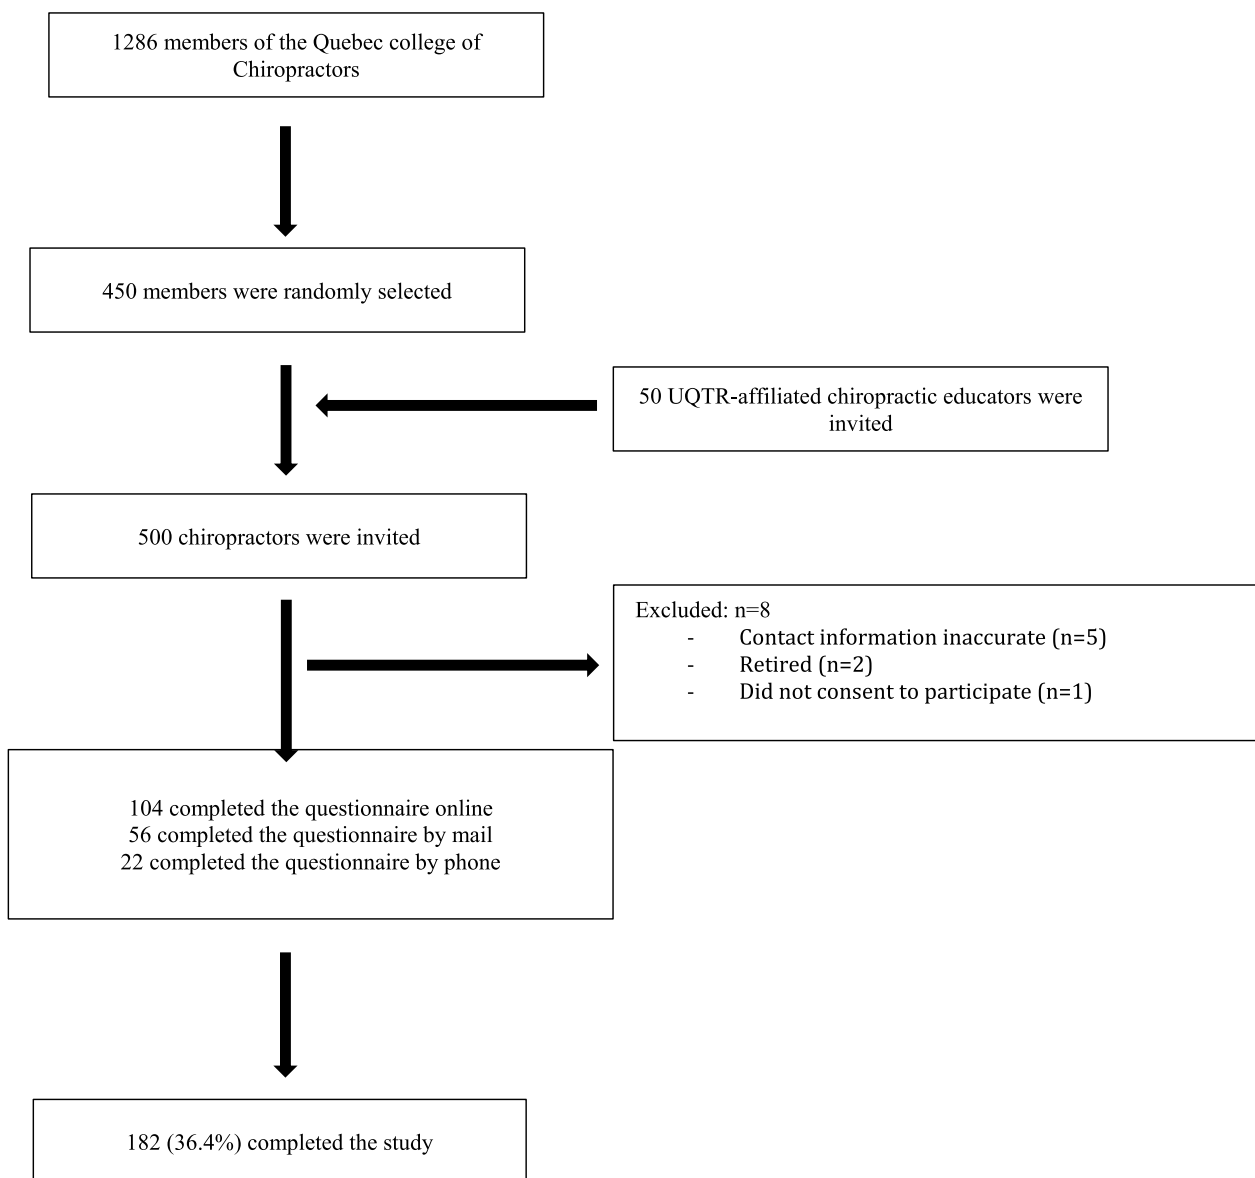 1286 members of the Quebec college of
Chiropractors
450 members were randomly selected
50 UQTR-affiliated chiropractic educators were
invited
500 chiropractors were invited
Excluded: n=8
- Contact information inaccurate (n=5)
- Retired (n=2)
- Did not consent to participate (n=1)
104 completed the questionnaire online
56 completed the questionnaire by mail
22 completed the questionnaire by phone
182 (36.4%) completed the study